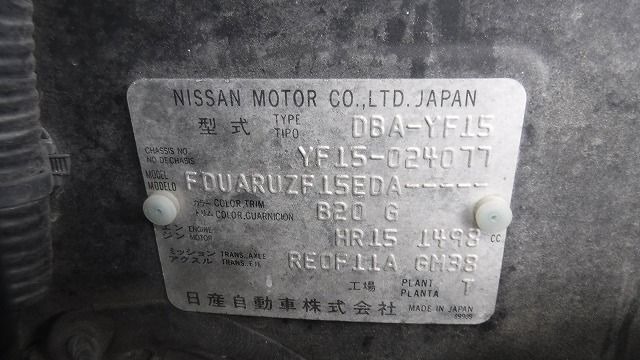 NISSAN MOTOR CO.,LTD. JAPAN
型式 TYPE TIPO DBA-YF15
CHASSIS NO. NO DE CHASIS YF15-024077
MODEL MODELO FDUARUZF15EDA-----
カラー COLOR,TRIM トリム COLOR,GUARNICION B20 G
エンジン ENGINE MOTOR HR15 1498 CC
ミッション TRANS.,AXLE アクスル TRANS.,EJE RE0F11A GM38
工場 PLANT PLANTA T
日産自動車株式会社 MADE IN JAPAN